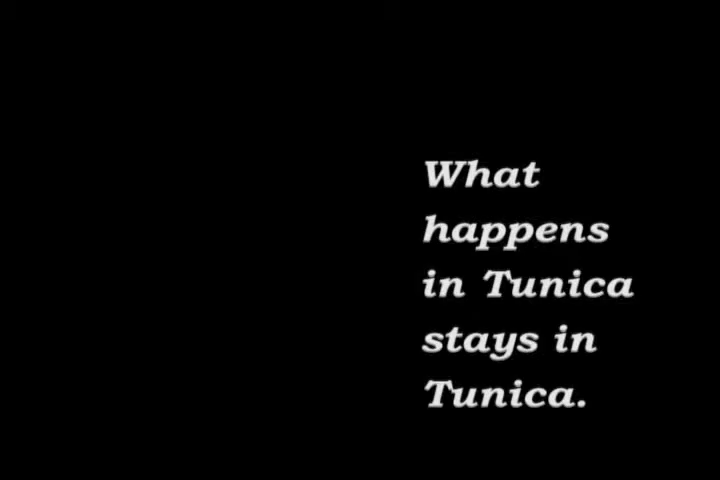 What
happens
in Tunica
stays in
Tunica.